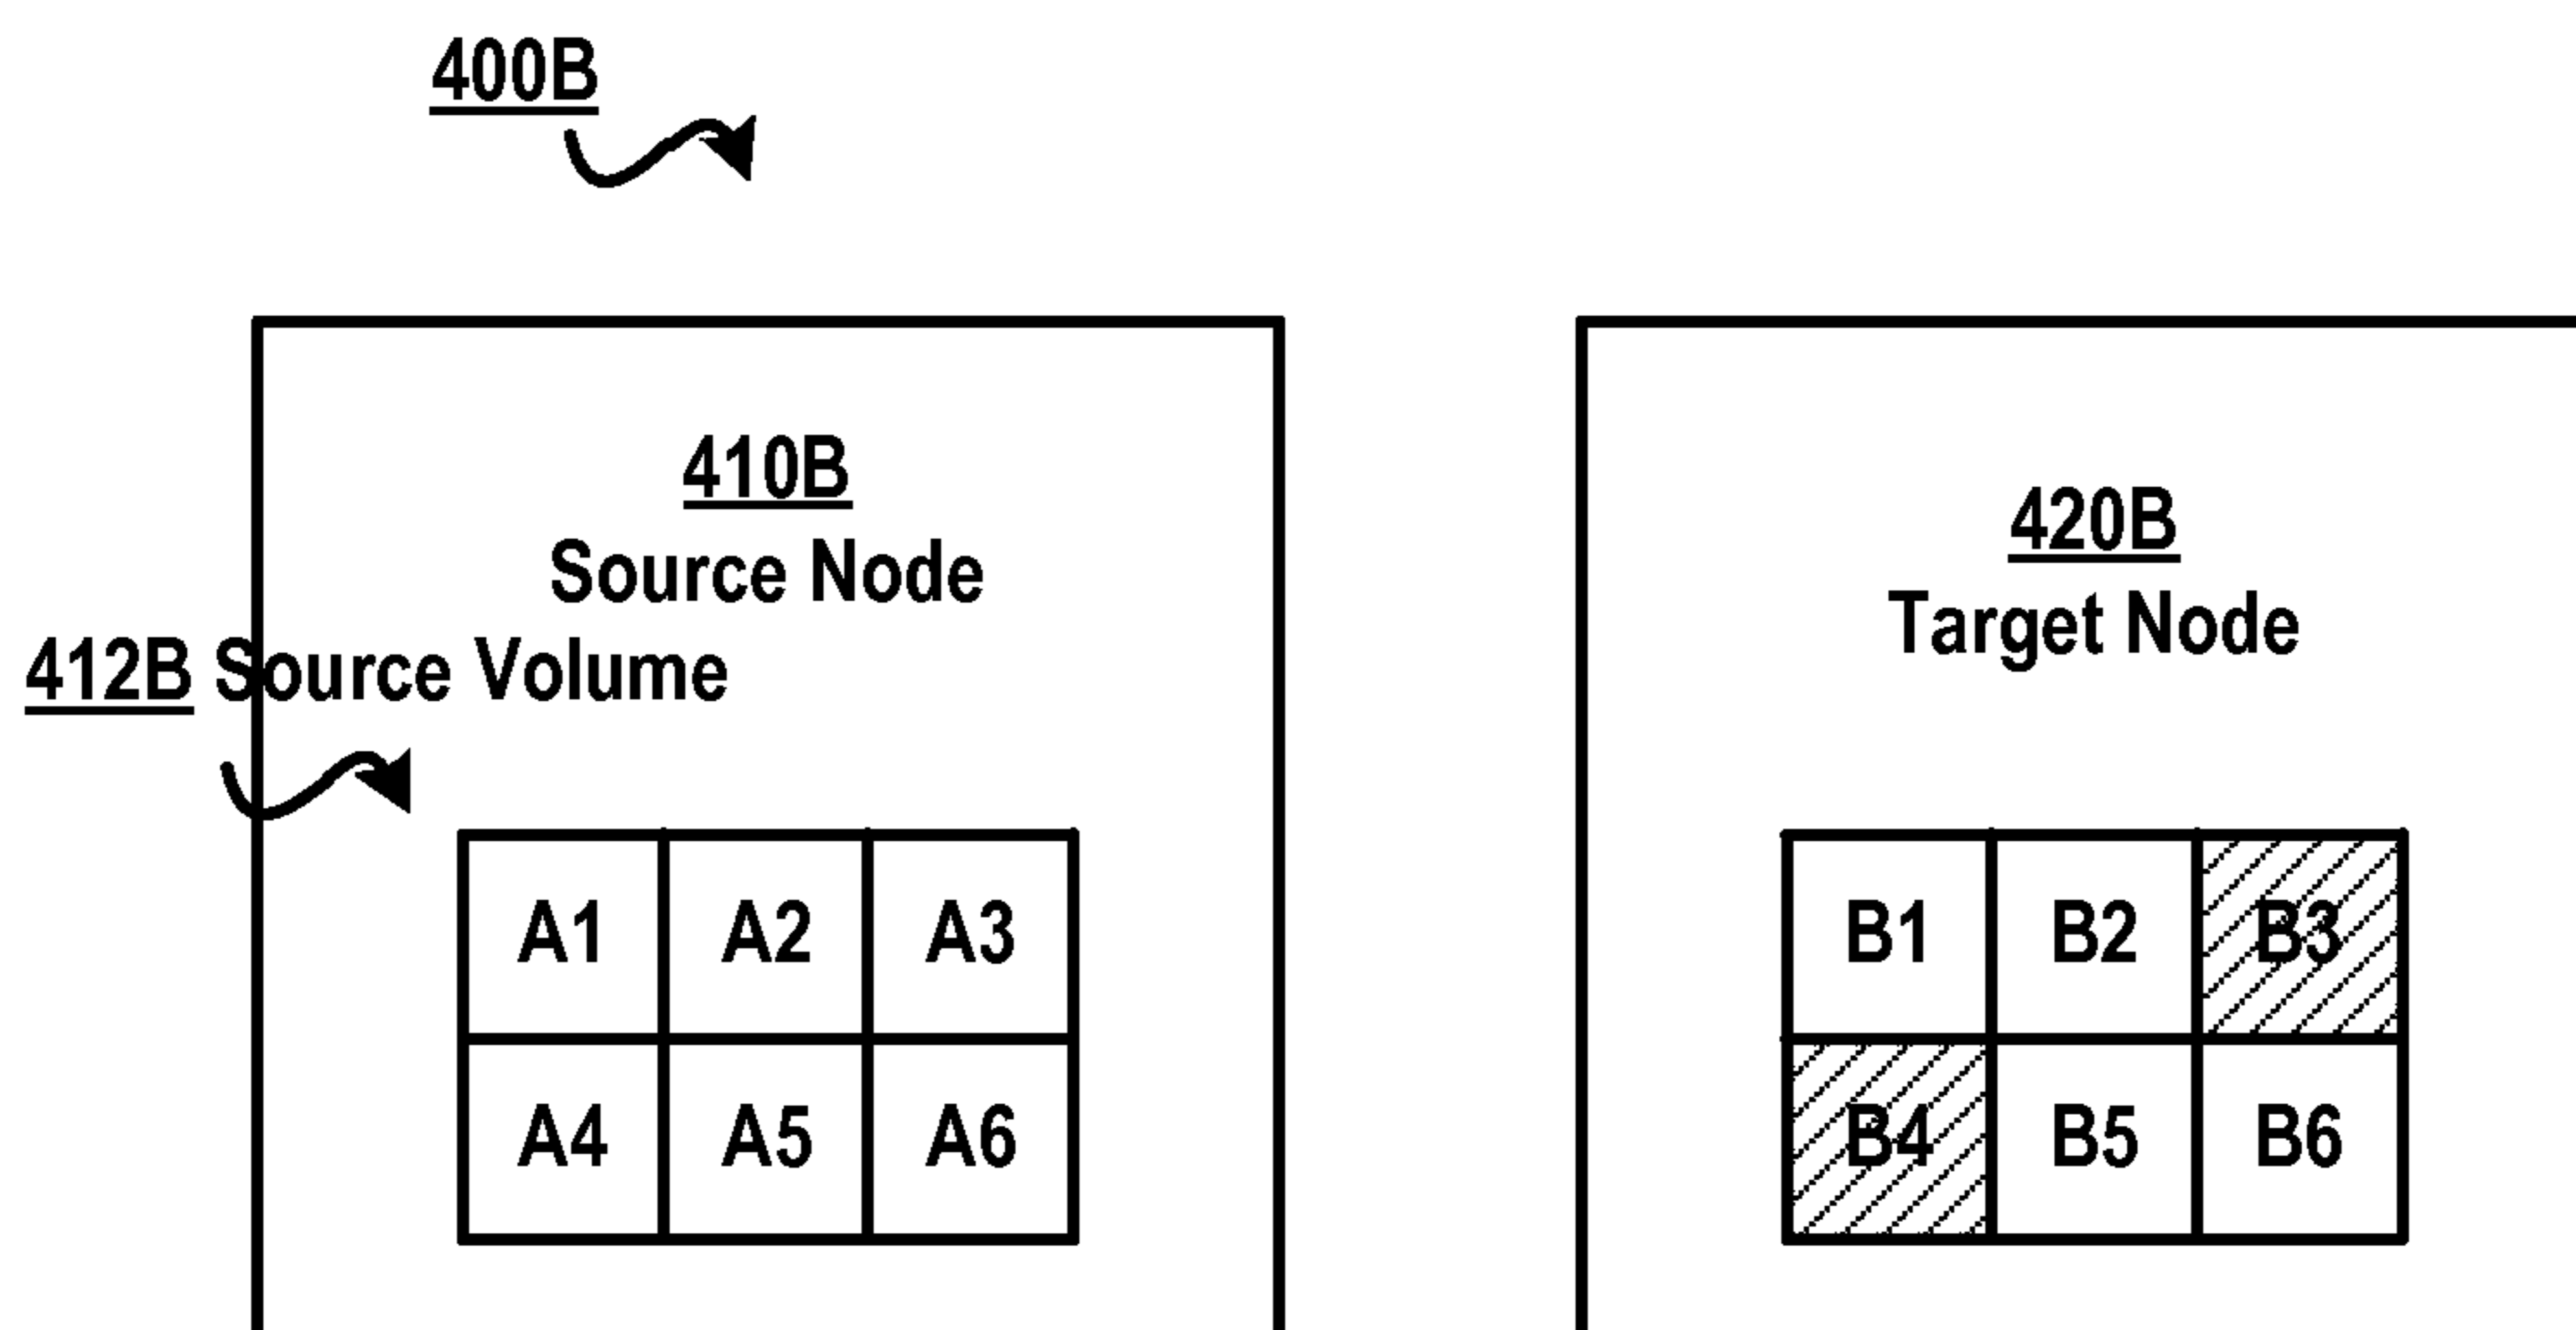 400B
410B
Source Node
412B Source Volume
A1 A2 A3
A4 A5 A6
420B
Target Node
B1 B2 B3
B4 B5 B6